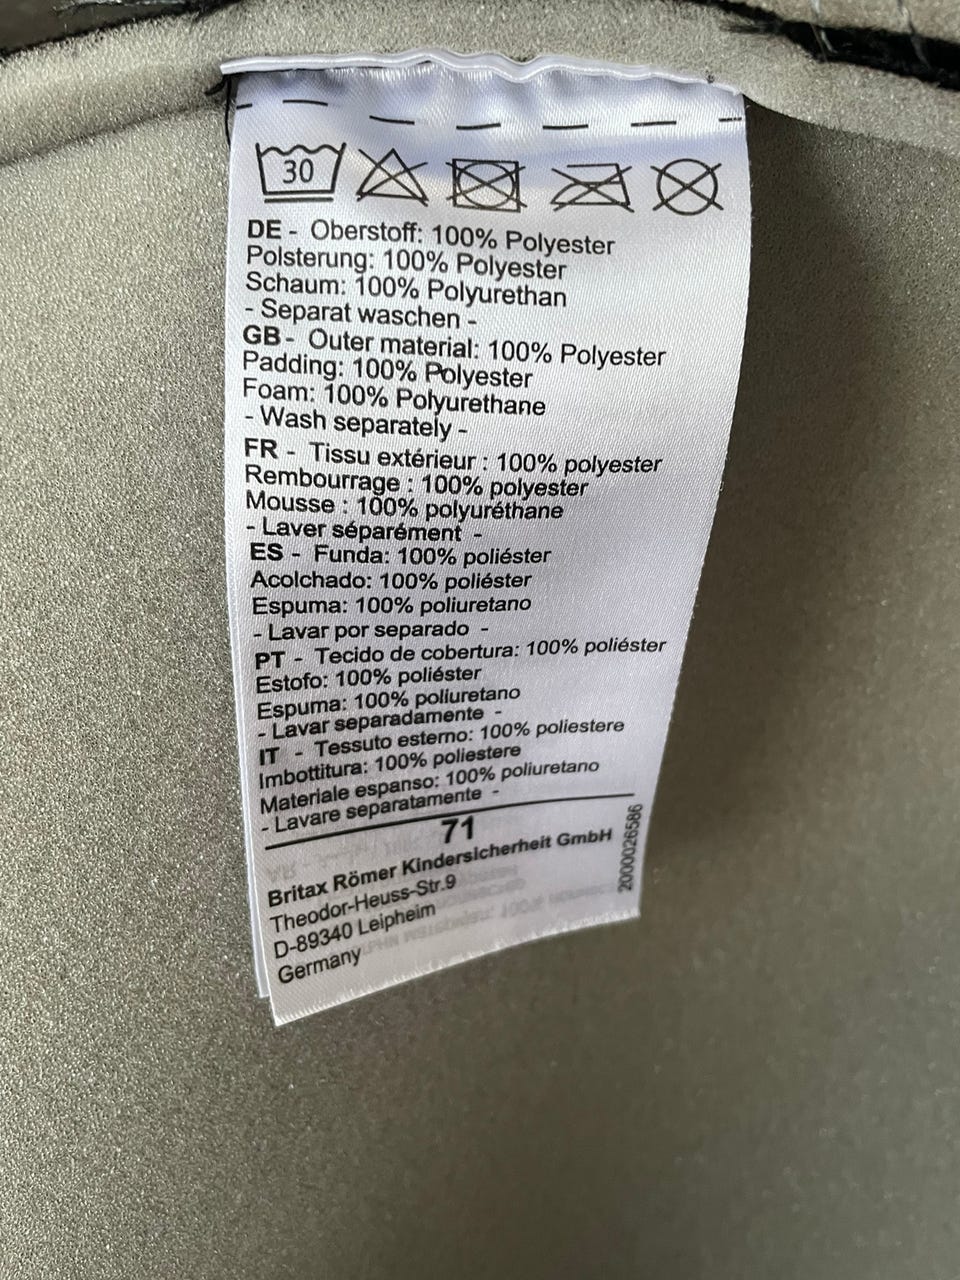 30
DE - Oberstoff: 100% Polyester
Polsterung: 100% Polyester
Schaum: 100% Polyurethan
- Separat waschen -
GB - Outer material: 100% Polyester
Padding: 100% Polyester
Foam: 100% Polyurethane
- Wash separately -
FR - Tissu extérieur : 100% polyester
Rembourrage : 100% polyester
Mousse : 100% polyuréthane
- Laver séparément -
ES - Funda: 100% poliéster
Acolchado: 100% poliéster
Espuma: 100% poliuretano
- Lavar por separado -
PT - Tecido de cobertura: 100% poliéster
Estofo: 100% poliéster
Espuma: 100% poliuretano
- Lavar separadamente -
IT - Tessuto esterno: 100% poliestere
Imbottitura: 100% poliestere
Materiale espanso: 100% poliuretano
- Lavare separatamente -
71
Britax Römer Kindersicherheit GmbH
Theodor-Heuss-Str.9
D-89340 Leipheim
Germany
2000026586